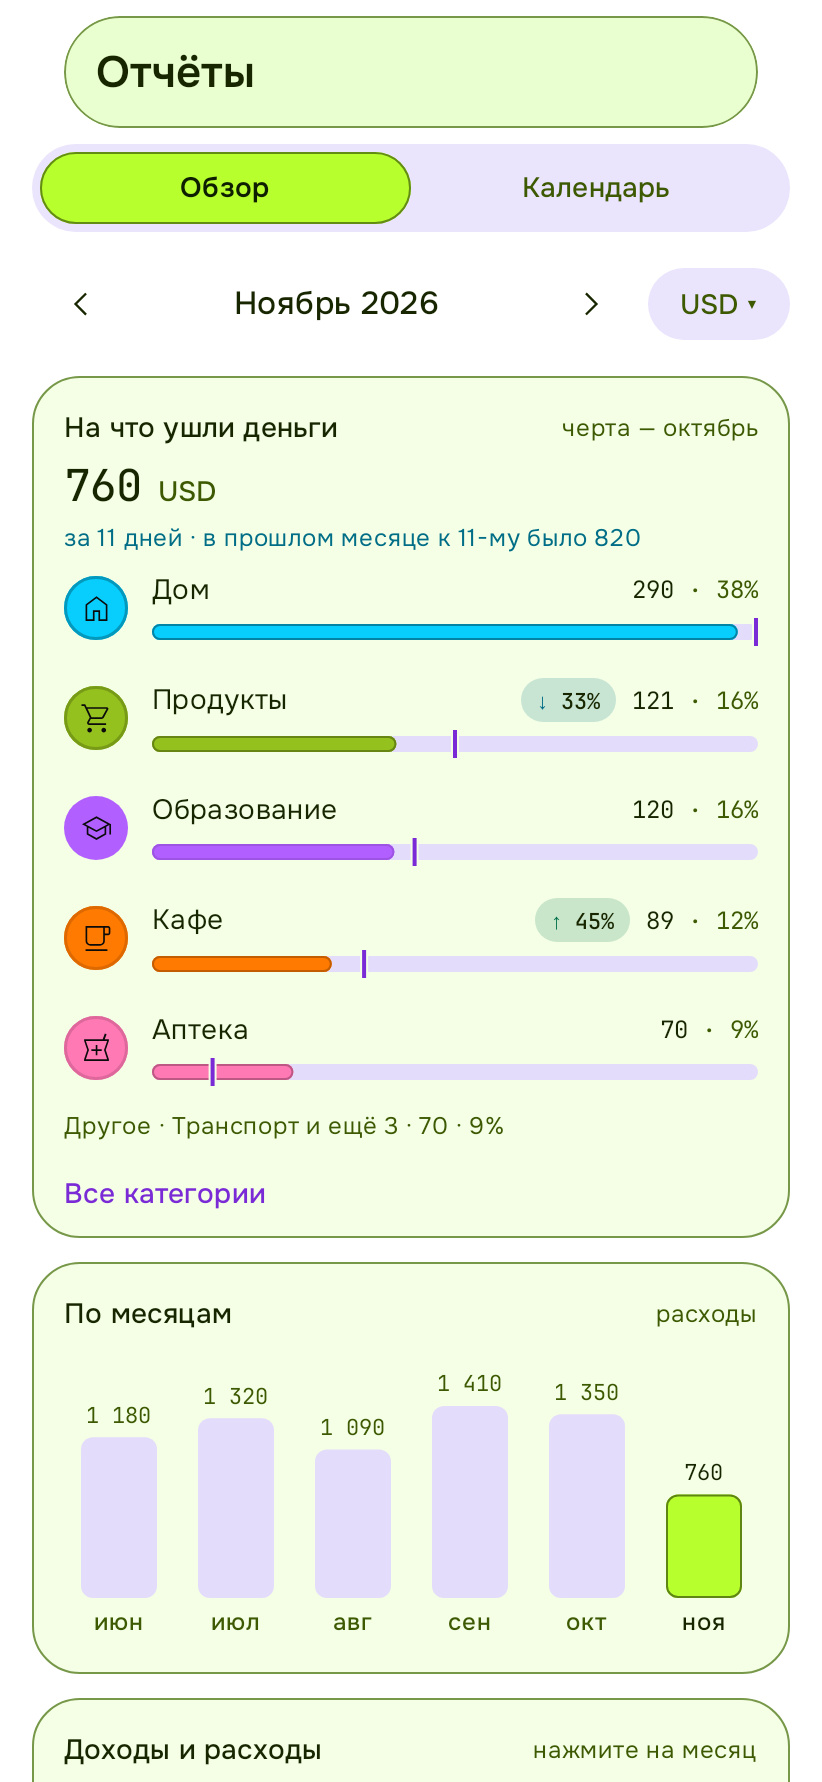 Отчёты
Обзор Календарь
Ноябрь 2026 USD ▾
На что ушли деньги черта — октябрь
760 USD
за 11 дней · в прошлом месяце к 11-му было 820
Дом 290 · 38%
Продукты ↓ 33% 121 · 16%
Образование 120 · 16%
Кафе ↑ 45% 89 · 12%
Аптека 70 · 9%
Другое · Транспорт и ещё 3 · 70 · 9%
Все категории
По месяцам расходы
1 180 1 320 1 090 1 410 1 350 760
июн июл авг сен окт ноя
Доходы и расходы нажмите на месяц